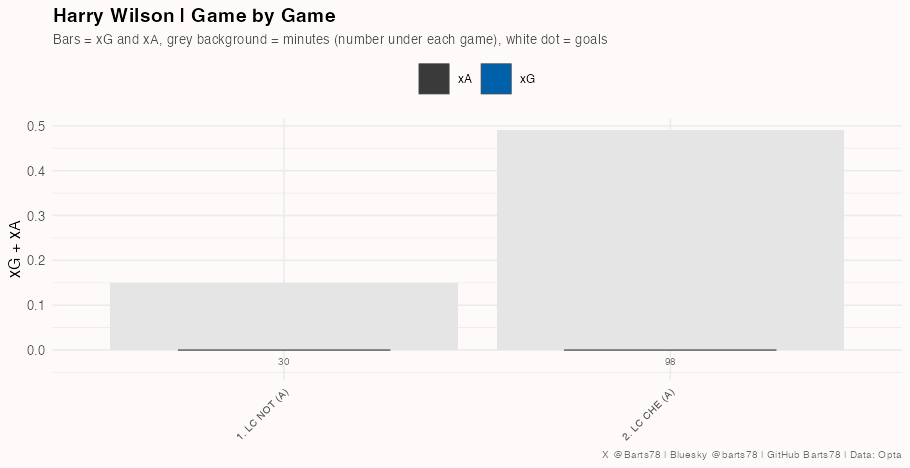 Harry Wilson | Game by Game
Bars = xG and xA, grey background = minutes (number under each game), white dot = goals
xA xG
xG + xA
0.5
0.4
0.3
0.2
0.1
0.0
30 98
1. LC NOT (A) 2. LC CHE (A)
X @Barts78 | Bluesky @barts78 | GitHub Barts78 | Data: Opta